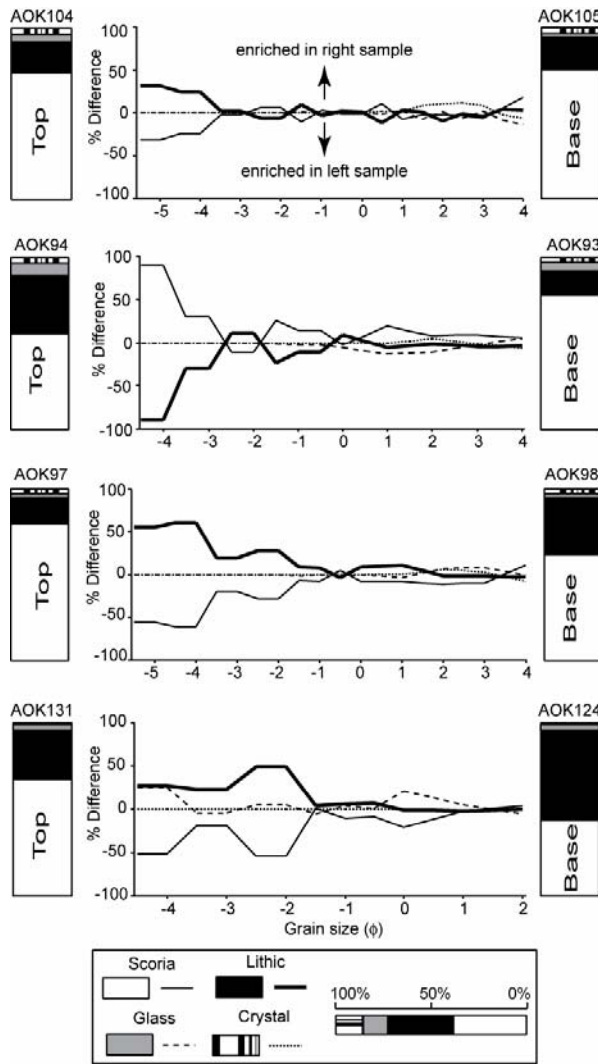 AOK104
AOK105
Top
% Difference
100
50
0
-50
-100
enriched in right sample
enriched in left sample
-5 -4 -3 -2 -1 0 1 2 3 4
Base
AOK94
AOK93
Top
% Difference
100
50
0
-50
-100
-4 -3 -2 -1 0 1 2 3 4
Base
AOK97
AOK98
Top
% Difference
100
50
0
-50
-100
-5 -4 -3 -2 -1 0 1 2 3 4
Base
AOK131
AOK124
Top
% Difference
100
50
0
-50
-100
-4 -3 -2 -1 0 1 2
Grain size (ϕ)
Base
Scoria Lithic
Glass Crystal
100% 50% 0%